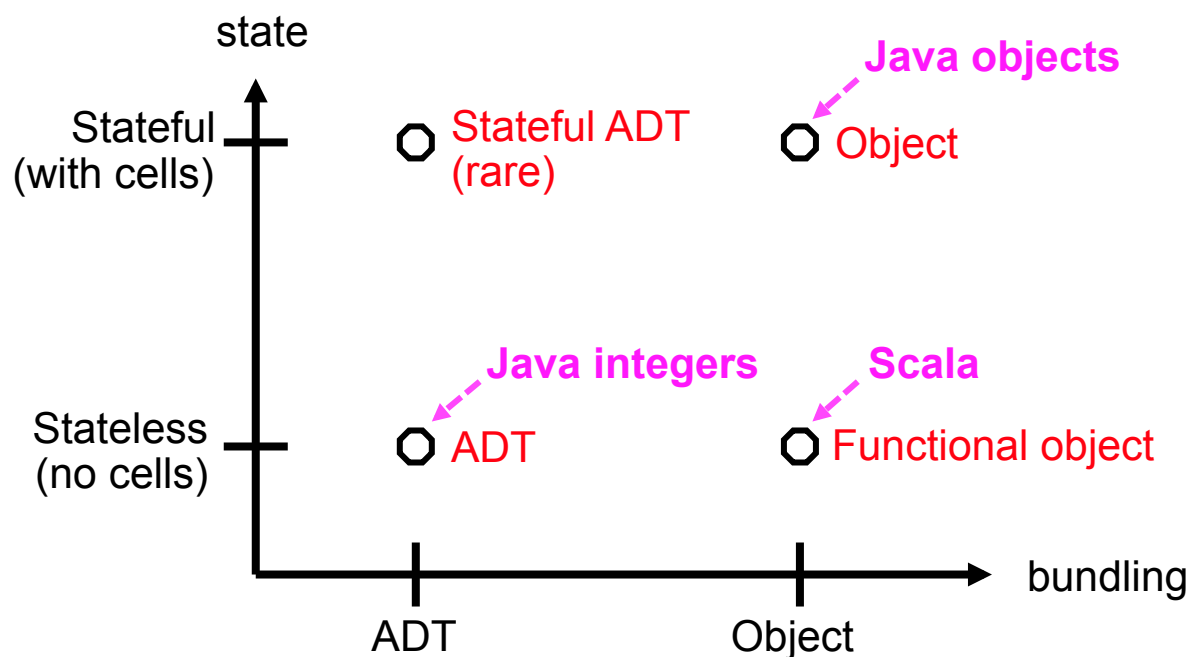 state
Java objects
Stateful
(with cells)
Stateful ADT
(rare)
Object
Java integers
Scala
Stateless
(no cells)
ADT
Functional object
bundling
ADT
Object